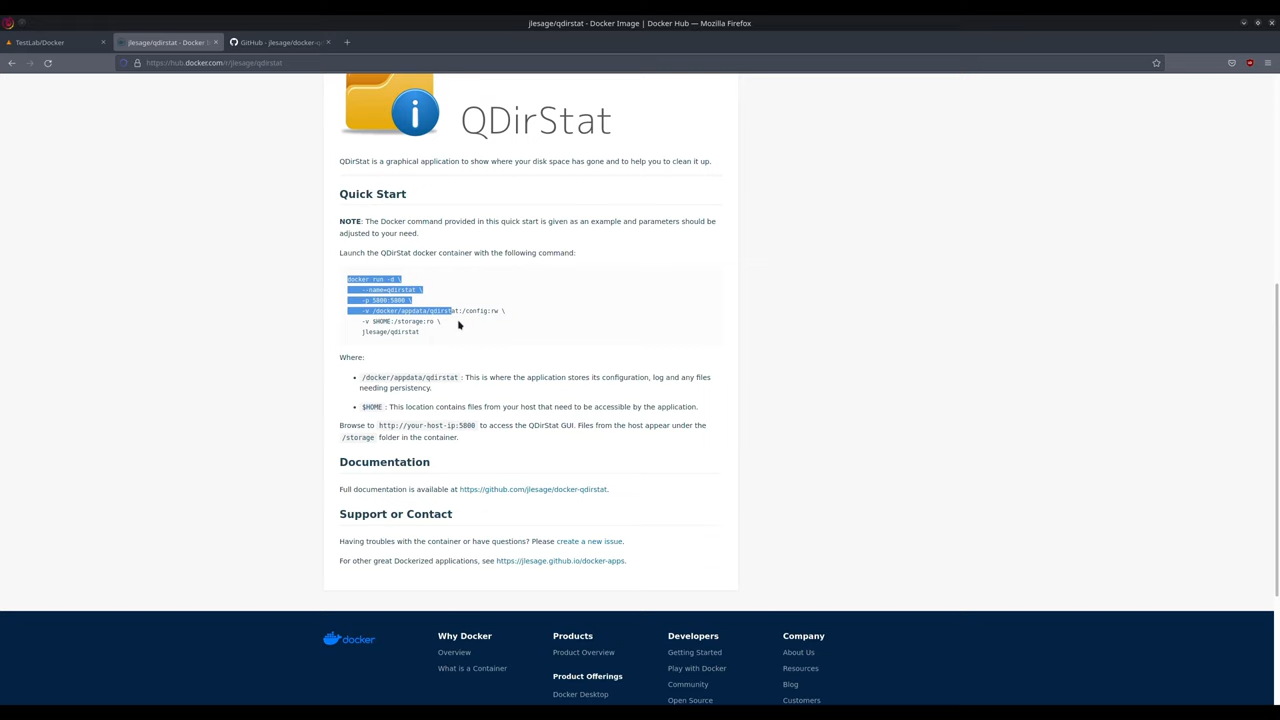 jlesage/qdirstat - Docker Image | Docker Hub — Mozilla Firefox
TestLab/Docker
jlesage/qdirstat - Docker
GitHub - jlesage/docker-q
https://hub.docker.com/r/jlesage/qdirstat
QDirStat
QDirStat is a graphical application to show where your disk space has gone and to help you to clean it up.
Quick Start
NOTE: The Docker command provided in this quick start is given as an example and parameters should be
adjusted to your need.
Launch the QDirStat docker container with the following command:
docker run -d \
--name=qdirstat \
-p 5800:5800 \
-v /docker/appdata/qdirstat:/config:rw \
-v $HOME:/storage:ro \
jlesage/qdirstat
Where:
• /docker/appdata/qdirstat : This is where the application stores its configuration, log and any files
needing persistency.
• $HOME : This location contains files from your host that need to be accessible by the application.
Browse to http://your-host-ip:5800 to access the QDirStat GUI. Files from the host appear under the
/storage folder in the container.
Documentation
Full documentation is available at https://github.com/jlesage/docker-qdirstat.
Support or Contact
Having troubles with the container or have questions? Please create a new issue.
For other great Dockerized applications, see https://jlesage.github.io/docker-apps.
docker
Why Docker
Overview
What is a Container
Products
Product Overview
Product Offerings
Docker Desktop
Developers
Getting Started
Play with Docker
Community
Open Source
Company
About Us
Resources
Blog
Customers